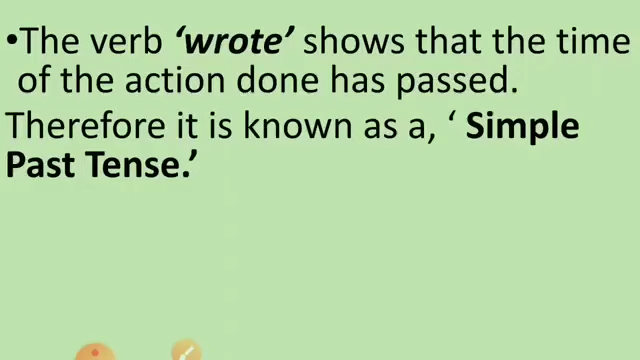 •The verb ‘wrote’ shows that the time
of the action done has passed.
Therefore it is known as a, ‘ Simple
Past Tense.’